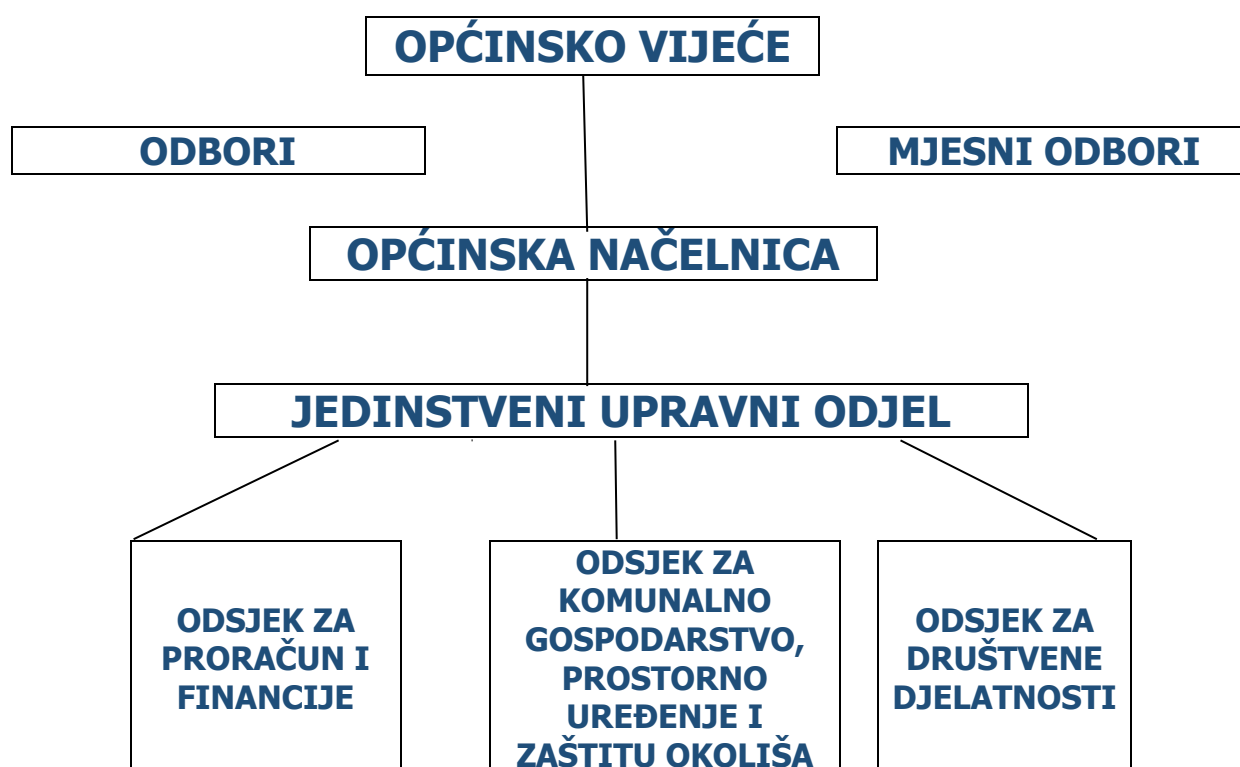 OPĆINSKO VIJEĆE
ODBORI
MJESNI ODBORI
OPĆINSKA NAČELNICA
JEDINSTVENI UPRAVNI ODJEL
ODSJEK ZA
PRORAČUN I
FINANCIJE
ODSJEK ZA
KOMUNALNO
GOSPODARSTVO,
PROSTORNO
UREĐENJE I
ZAŠTITU OKOLIŠA
ODSJEK ZA
DRUŠTVENE
DJELATNOSTI